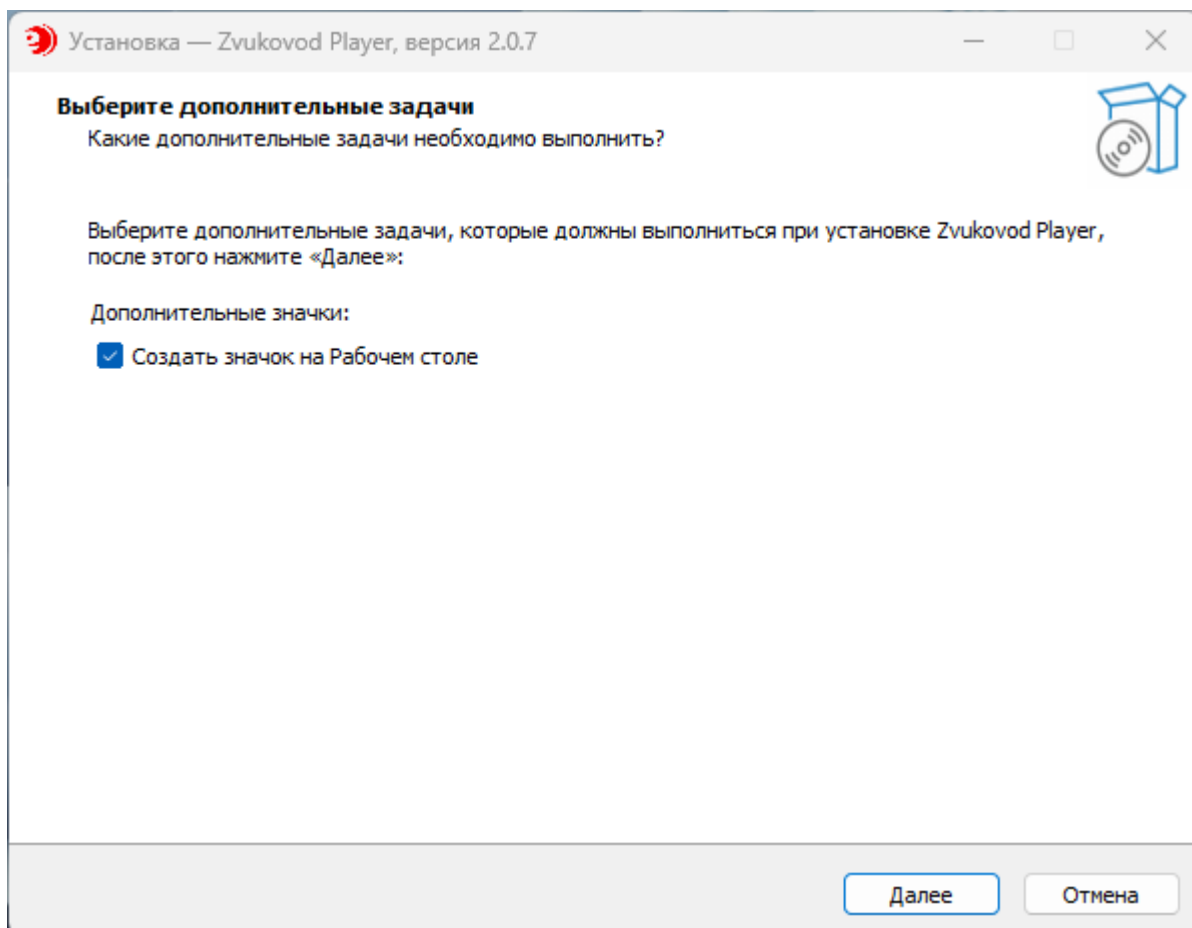 Установка — Zvukovod Player, версия 2.0.7
Выберите дополнительные задачи
Какие дополнительные задачи необходимо выполнить?
Выберите дополнительные задачи, которые должны выполниться при установке Zvukovod Player,
после этого нажмите «Далее»:
Дополнительные значки:
Создать значок на Рабочем столе
Далее
Отмена